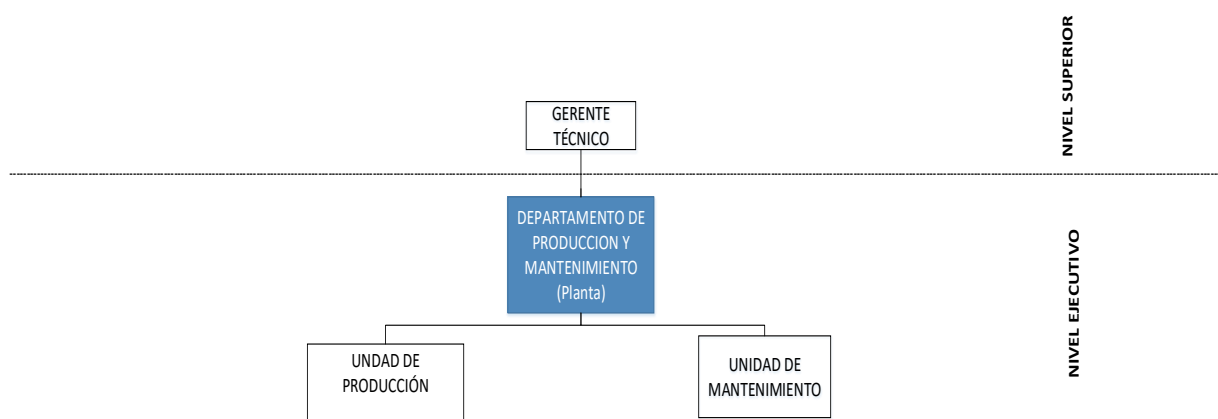 NIVEL SUPERIOR
GERENTE
TÉCNICO
DEPARTAMENTO DE
PRODUCCION Y
MANTENIMIENTO
(Planta)
NIVEL EJECUTIVO
UNDAD DE
PRODUCCIÓN
UNIDAD DE
MANTENIMIENTO